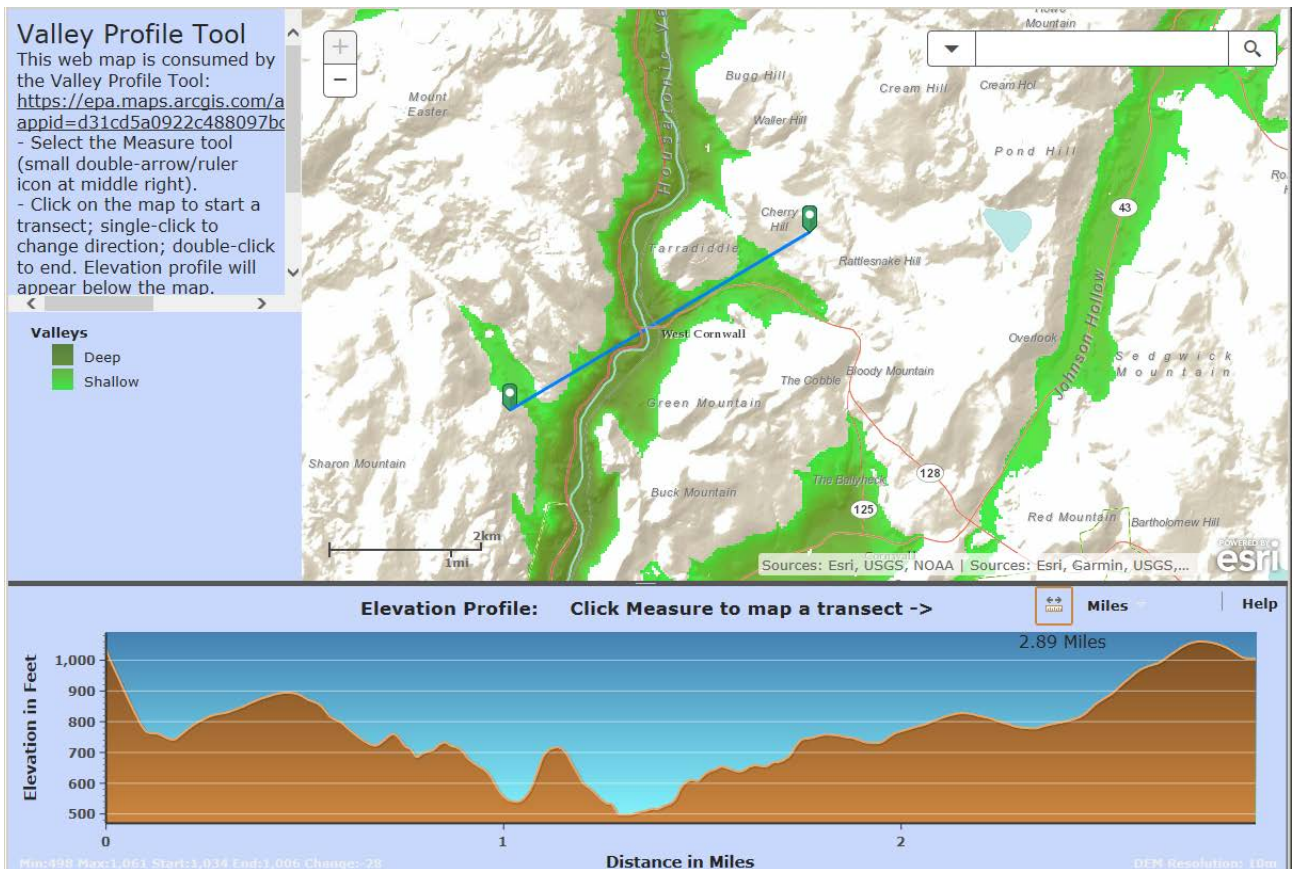 Valley Profile Tool
This web map is consumed by
the Valley Profile Tool:
https://epa.maps.arcgis.com/a
appid=d31cd5a0922c488097bc
- Select the Measure tool
(small double-arrow/ruler
icon at middle right).
- Click on the map to start a
transect; single-click to
change direction; double-click
to end. Elevation profile will
appear below the map.
Valleys
Deep
Shallow
Mountain
Bugg Hill
Cream Hill
Cream Hol
Mount
Easter
Waller Hill
Housatonic Va
Pond Hill
43
Cherry
Hill
Tarradiddle
Rattlesnake Hill
West Cornwall
Overlook
Johnson Hollow
Sedgwick
Mountain
The Cobble
Bloody Mountain
Green Mountain
Sharon Mountain
Buck Mountain
The Ballyhack
128
125
Red Mountain
Bartholomew Hill
Cornwall
2km
1mi
Sources: Esri, USGS, NOAA | Sources: Esri, Garmin, USGS,...
POWERED BY
esri
Elevation Profile: Click Measure to map a transect ->
Miles
Help
2.89 Miles
Elevation in Feet
1,000
900
800
700
600
500
0
1
2
Distance in Miles
Min:498 Max:1,061 Start:1,034 End:1,006 Change:-28
DEM Resolution: 10m